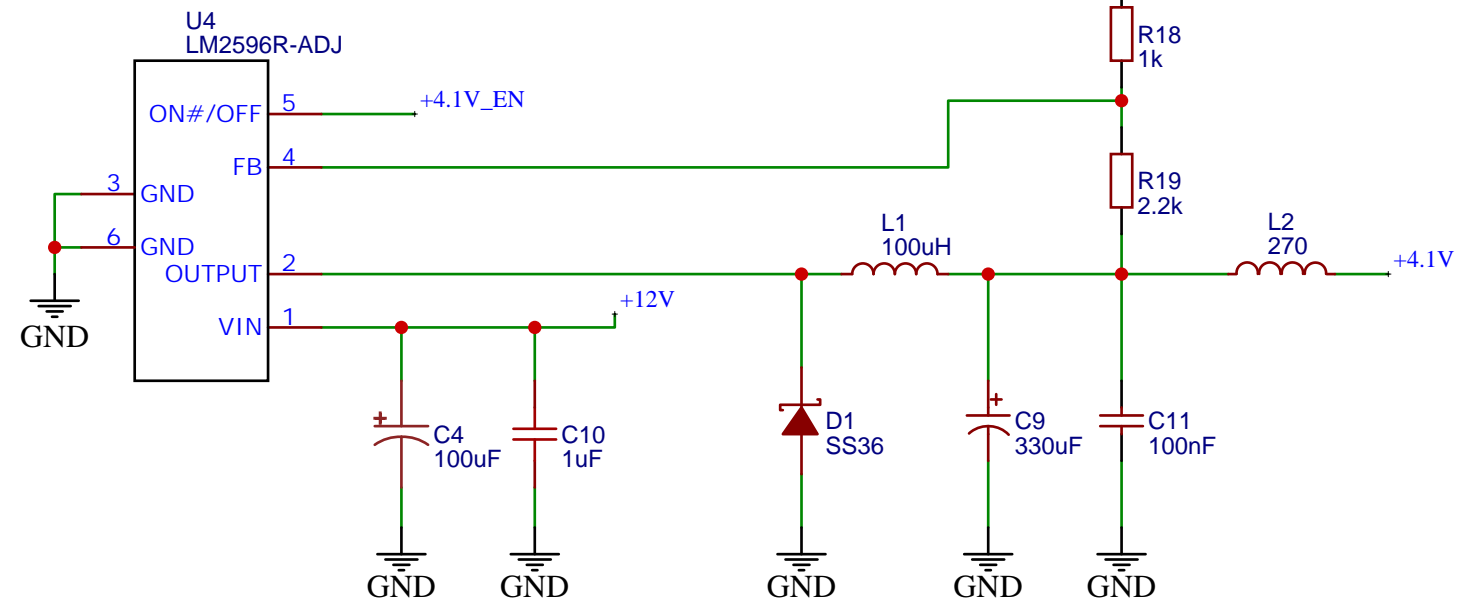 U4
LM2596R-ADJ
R18
1k
ON#/OFF
5
+4.1V_EN
FB
4
3
GND
R19
2.2k
6
GND
L1
100uH
L2
270
OUTPUT
2
+4.1V
+12V
VIN
1
GND
C4
100uF
C10
1uF
D1
SS36
C9
330uF
C11
100nF
GND
GND
GND
GND
GND